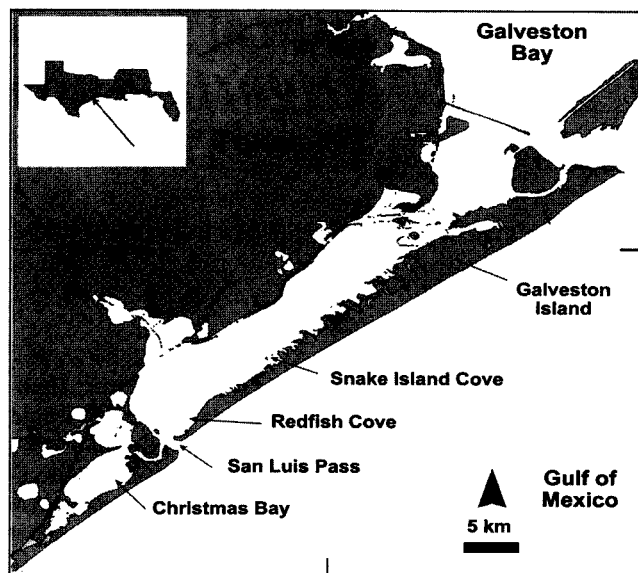 Galveston
Bay
Galveston
Island
Snake Island Cove
Redfish Cove
San Luis Pass
Christmas Bay
Gulf of
Mexico
5 km